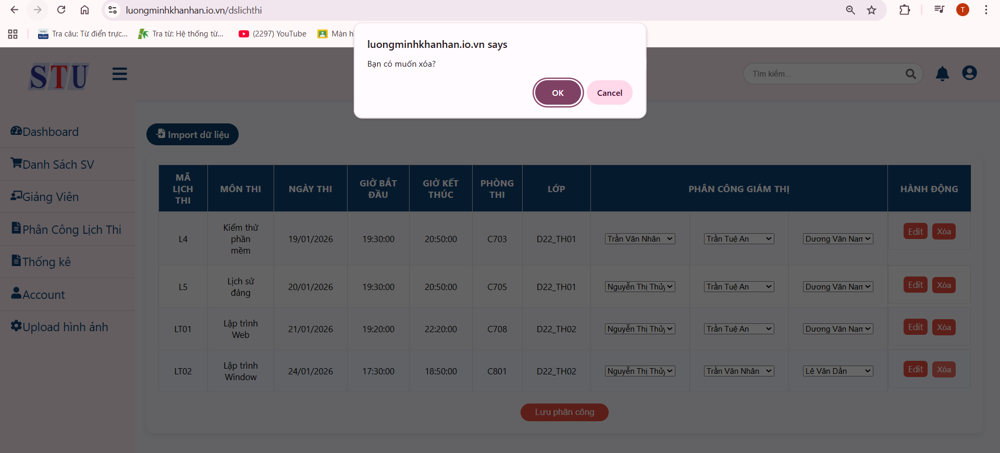 luongminhkhanhan.io.vn/dslichthi
T
Tra câu: Từ điển trực...
Tra từ: Hệ thống từ...
(2297) YouTube
Màn h
luongminhkhanhan.io.vn says
Bạn có muốn xóa?
OK
Cancel
STU
Tìm kiếm...
Dashboard
Danh Sách SV
Giảng Viên
Phân Công Lịch Thi
Thống kê
Account
Upload hình ảnh
Import dữ liệu
MÃ LỊCH THI MÔN THI NGÀY THI GIỜ BẮT ĐẦU GIỜ KẾT THÚC PHÒNG THI LỚP PHÂN CÔNG GIÁM THỊ HÀNH ĐỘNG
L4 Kiểm thử phần mềm 19/01/2026 19:30:00 20:50:00 C703 D22_TH01 Trần Văn Nhân Trần Tuệ An Dương Văn Nam Edit Xóa
L5 Lịch sử đảng 20/01/2026 19:30:00 20:50:00 C705 D22_TH01 Nguyễn Thị Thủy Trần Tuệ An Dương Văn Nam Edit Xóa
LT01 Lập trình Web 21/01/2026 19:20:00 22:20:00 C708 D22_TH02 Nguyễn Thị Thủy Trần Tuệ An Dương Văn Nam Edit Xóa
LT02 Lập trình Window 24/01/2026 17:30:00 18:50:00 C801 D22_TH02 Nguyễn Thị Thủy Trần Văn Nhân Lê Văn Dần Edit Xóa
Lưu phân công